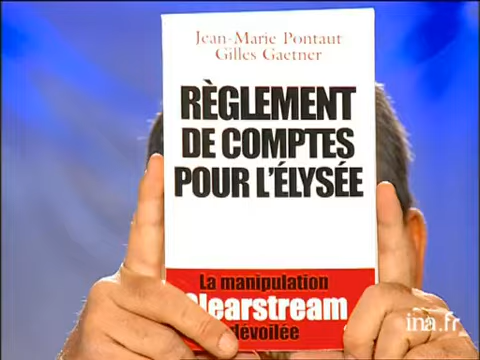 Jean-Marie Pontaut
Gilles Gaetner
RÈGLEMENT
DE COMPTES
POUR L'ÉLYSÉE
La manipulation
Clearstream
dévoilée
ina.fr